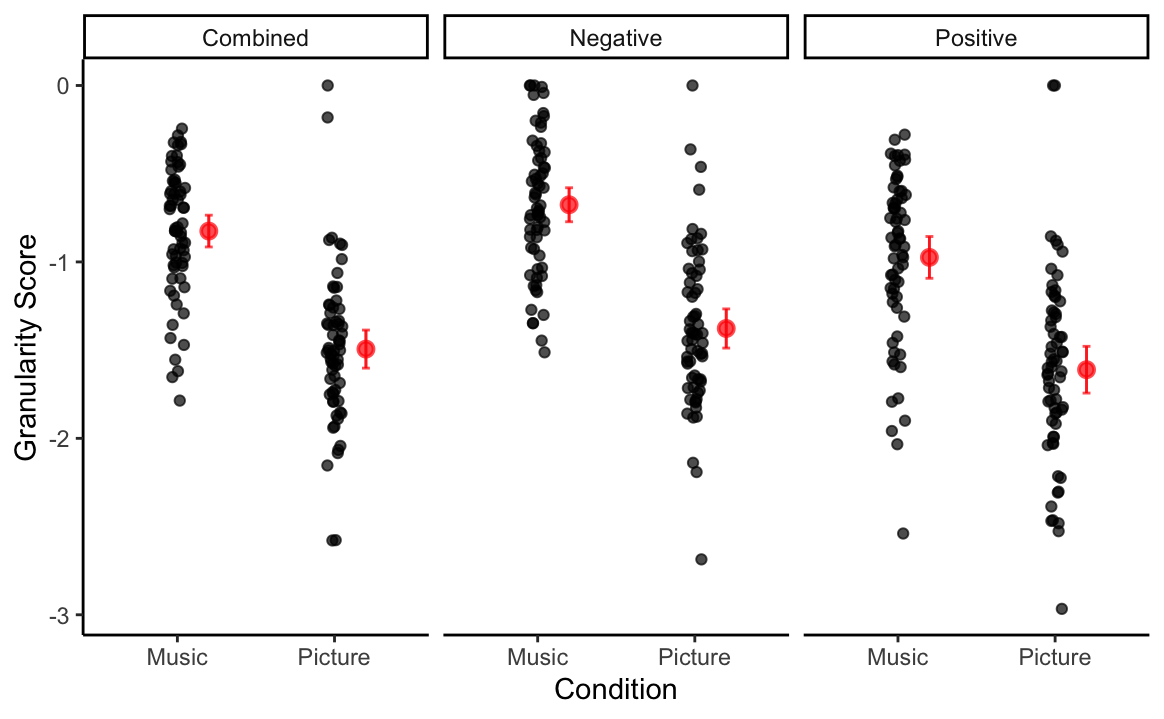 Combined Negative Positive
0
-1
-2
-3
Granularity Score
Music Picture Music Picture Music Picture
Condition